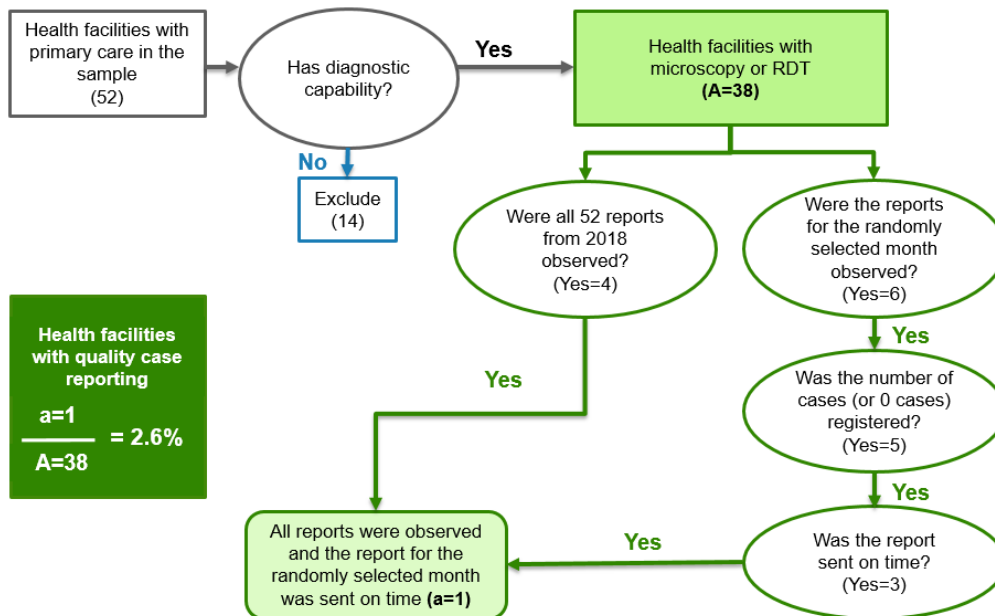 Health facilities with
primary care in the
sample
(52)
Has diagnostic
capability?
Yes
Health facilities with
microscopy or RDT
(A=38)
No
Exclude
(14)
Were all 52 reports
from 2018
observed?
(Yes=4)
Were the reports
for the randomly
selected month
observed?
(Yes=6)
Yes
Was the number of
cases (or 0 cases)
registered?
(Yes=5)
Yes
Was the report
sent on time?
(Yes=3)
Yes
Yes
All reports were observed
and the report for the
randomly selected month
was sent on time (a=1)
Health facilities
with quality case
reporting
a=1
A=38
= 2.6%